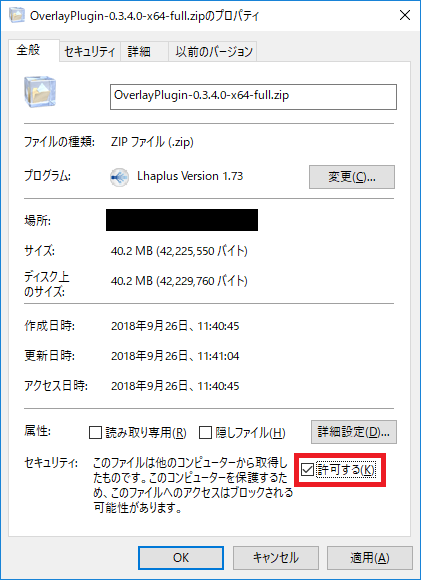 OverlayPlugin-0.3.4.0-x64-full.zipのプロパティ
全般 セキュリティ 詳細 以前のバージョン
OverlayPlugin-0.3.4.0-x64-full.zip
ファイルの種類: ZIP ファイル (.zip)
プログラム: Lhaplus Version 1.73 変更(C)...
場所:
サイズ: 40.2 MB (42,225,550 バイト)
ディスク上
のサイズ: 40.2 MB (42,229,760 バイト)
作成日時: 2018年9月26日、11:40:45
更新日時: 2018年9月26日、11:41:04
アクセス日時: 2018年9月26日、11:40:45
属性: 読み取り専用(R) 隠しファイル(H) 詳細設定(D)...
セキュリティ: このファイルは他のコンピューターから取得し
たものです。このコンピューターを保護するた
め、このファイルへのアクセスはブロックされる
可能性があります。
許可する(K)
OK キャンセル 適用(A)